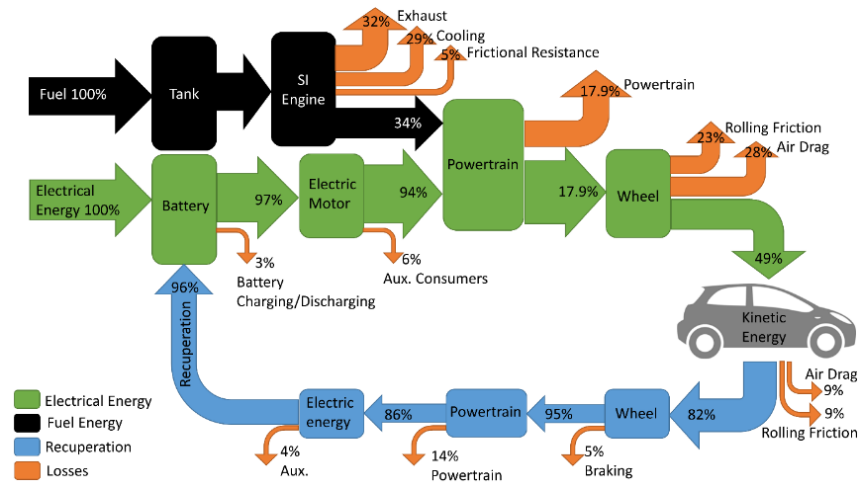 32%
Exhaust
29%
Cooling
5%
Frictional Resistance
Fuel 100%
Tank
SI
Engine
34%
17.9%
Powertrain
Powertrain
23%
Rolling Friction
28%
Air Drag
Electrical
Energy 100%
Battery
97%
Electric
Motor
94%
17.9%
Wheel
49%
3%
Battery
Charging/Discharging
6%
Aux. Consumers
96%
Recuperation
Kinetic
Energy
Air Drag
9%
9%
Rolling Friction
Electric
energy
86%
Powertrain
95%
Wheel
82%
4%
Aux.
14%
Powertrain
5%
Braking
Electrical Energy
Fuel Energy
Recuperation
Losses